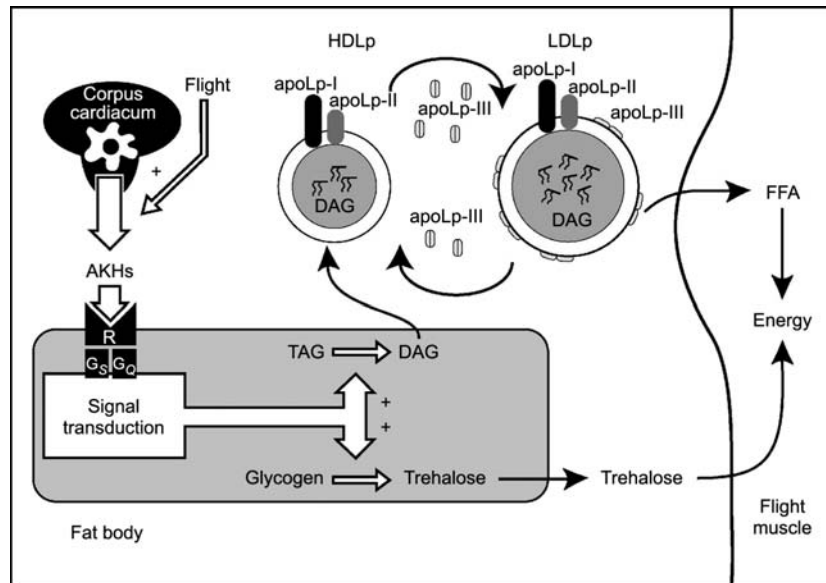 HDLp
LDLp
Flight
Corpus
cardiacum
+
apoLp-I
apoLp-II
apoLp-III
apoLp-I
apoLp-II
apoLp-III
DAG
DAG
apoLp-III
FFA
AKHs
R
GS GQ
Energy
TAG
DAG
Signal
transduction
+
+
Glycogen
Trehalose
Trehalose
Fat body
Flight
muscle